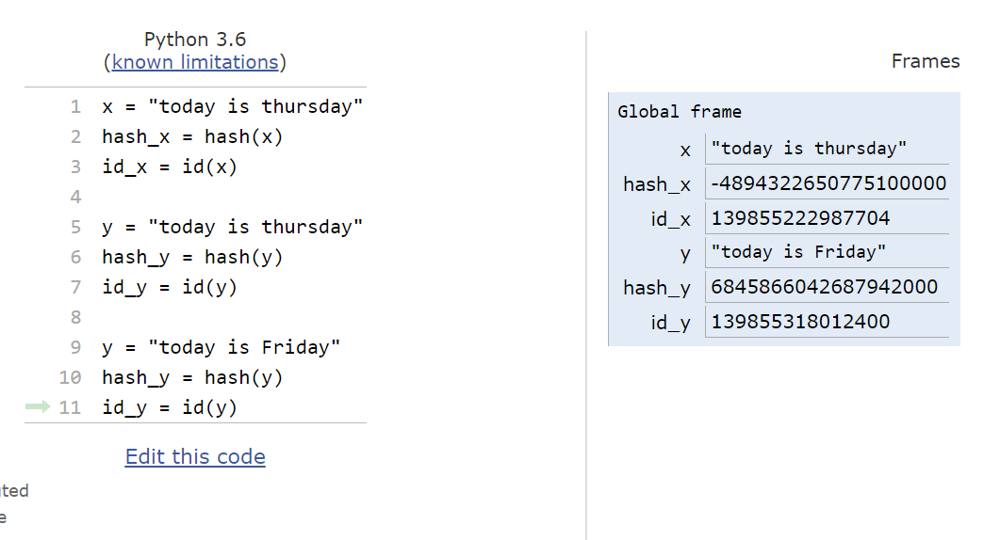 Python 3.6
(known limitations)
1 x = "today is thursday"
2 hash_x = hash(x)
3 id_x = id(x)
4
5 y = "today is thursday"
6 hash_y = hash(y)
7 id_y = id(y)
8
9 y = "today is Friday"
10 hash_y = hash(y)
11 id_y = id(y)
Edit this code
ted
e
Frames
Global frame
x "today is thursday"
hash_x -4894322650775100000
id_x 139855222987704
y "today is Friday"
hash_y 6845866042687942000
id_y 139855318012400